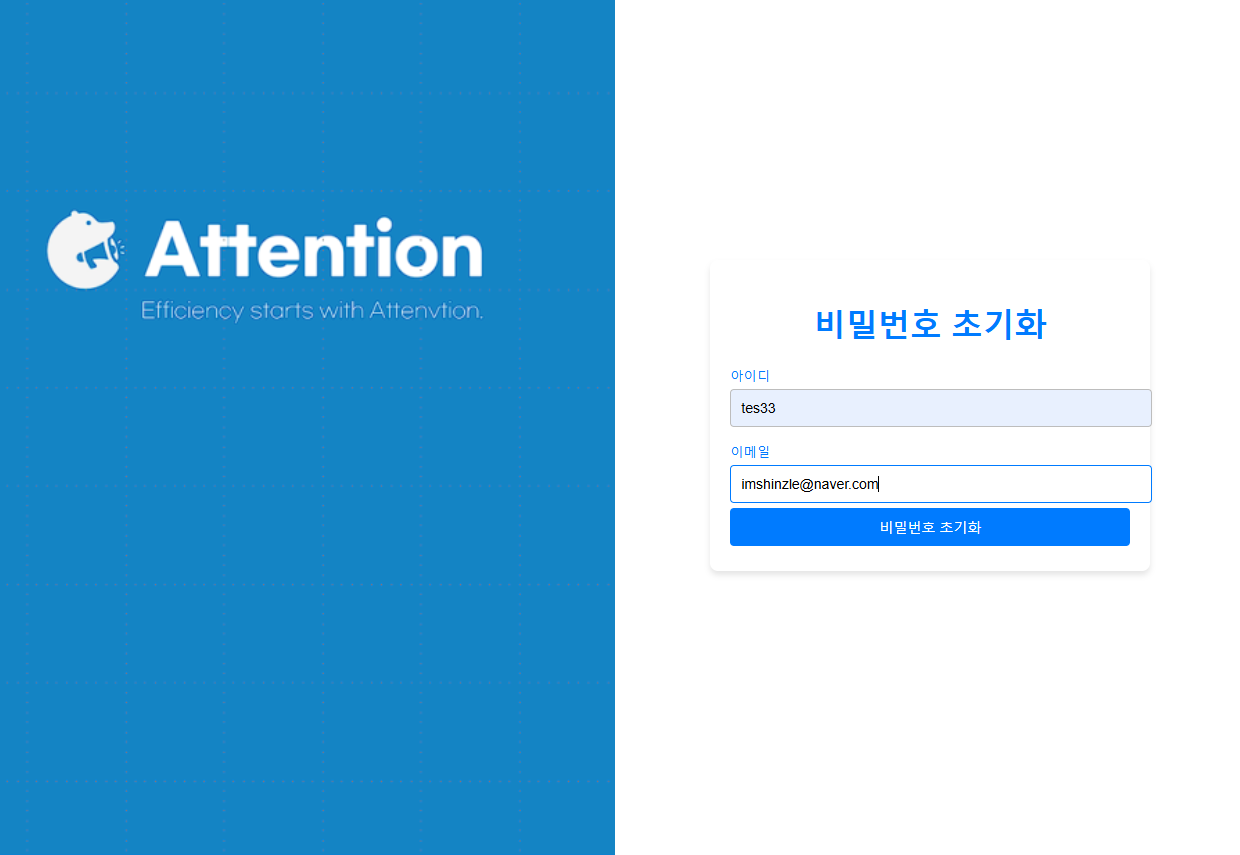 Attention
Efficiency starts with Attenvtion.
비밀번호 초기화
아이디
tes33
이메일
imshinzle@naver.com
비밀번호 초기화